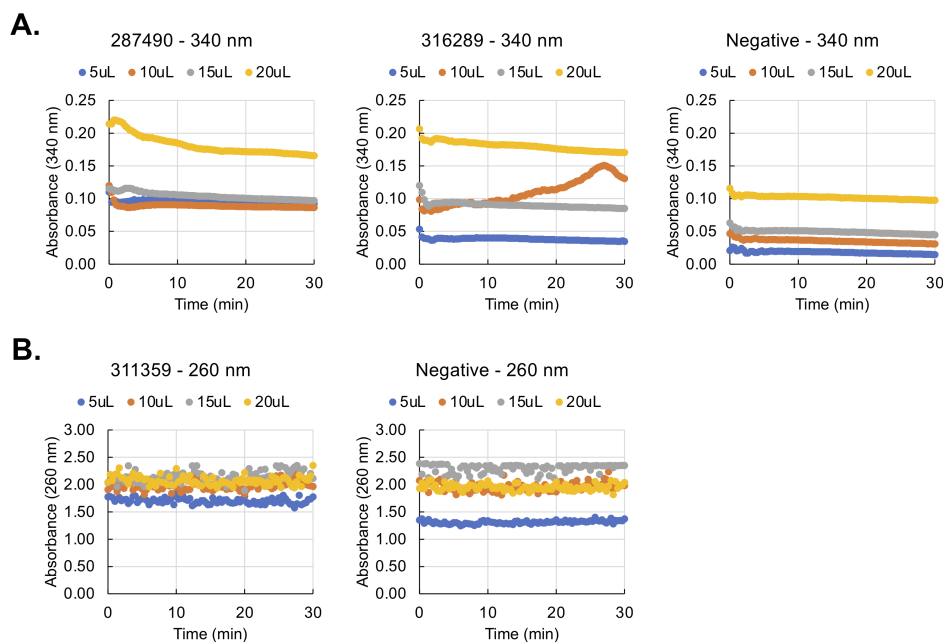 A.
287490 - 340 nm
5uL 10uL 15uL 20uL
Absorbance (340 nm)
0.25
0.20
0.15
0.10
0.05
0.00
0 10 20 30
Time (min)
316289 - 340 nm
5uL 10uL 15uL 20uL
Absorbance (340 nm)
0.25
0.20
0.15
0.10
0.05
0.00
0 10 20 30
Time (min)
Negative - 340 nm
5uL 10uL 15uL 20uL
Absorbance (340 nm)
0.25
0.20
0.15
0.10
0.05
0.00
0 10 20 30
Time (min)
B.
311359 - 260 nm
5uL 10uL 15uL 20uL
Absorbance (260 nm)
3.00
2.50
2.00
1.50
1.00
0.50
0.00
0 10 20 30
Time (min)
Negative - 260 nm
5uL 10uL 15uL 20uL
Absorbance (260 nm)
3.00
2.50
2.00
1.50
1.00
0.50
0.00
0 10 20 30
Time (min)